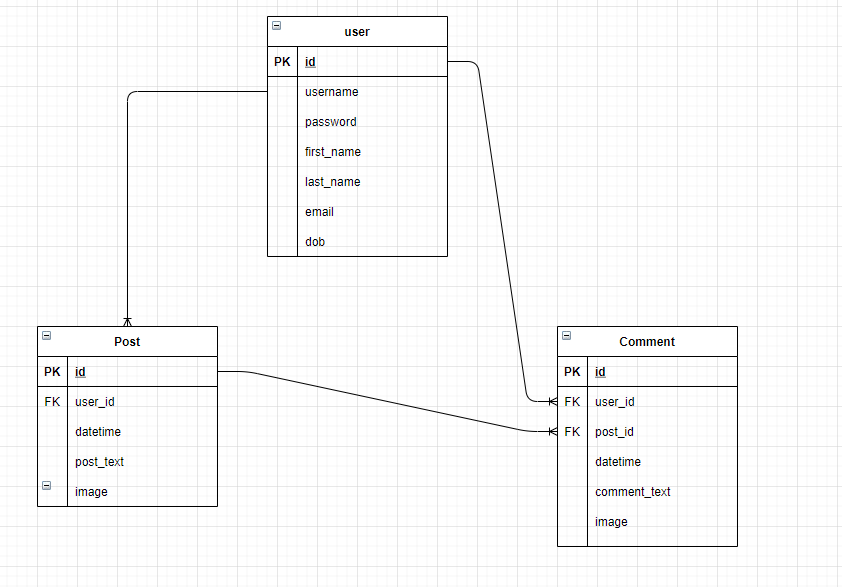 user
PK id
username
password
first_name
last_name
email
dob
Post
PK id
FK user_id
datetime
post_text
image
Comment
PK id
FK user_id
FK post_id
datetime
comment_text
image